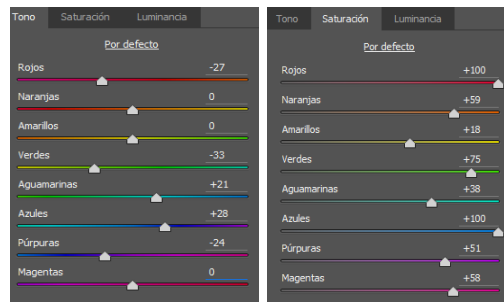 Tono Saturación Luminancia
Por defecto
Rojos -27
Naranjas 0
Amarillos 0
Verdes -33
Aguamarinas +21
Azules +28
Púrpuras -24
Magentas 0
Tono Saturación Luminancia
Por defecto
Rojos +100
Naranjas +59
Amarillos +18
Verdes +75
Aguamarinas +38
Azules +100
Púrpuras +51
Magentas +58